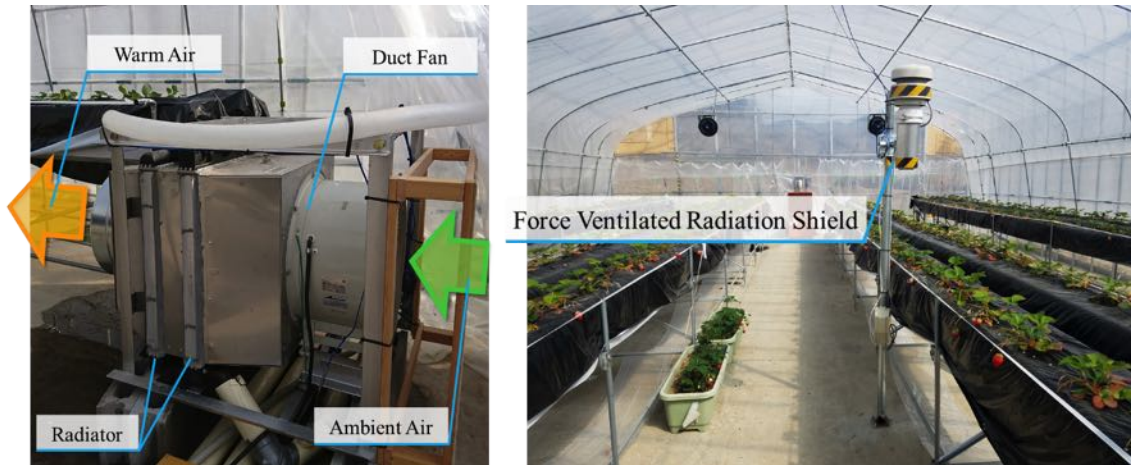 Warm Air
Duct Fan
Radiator
Ambient Air
Force Ventilated Radiation Shield